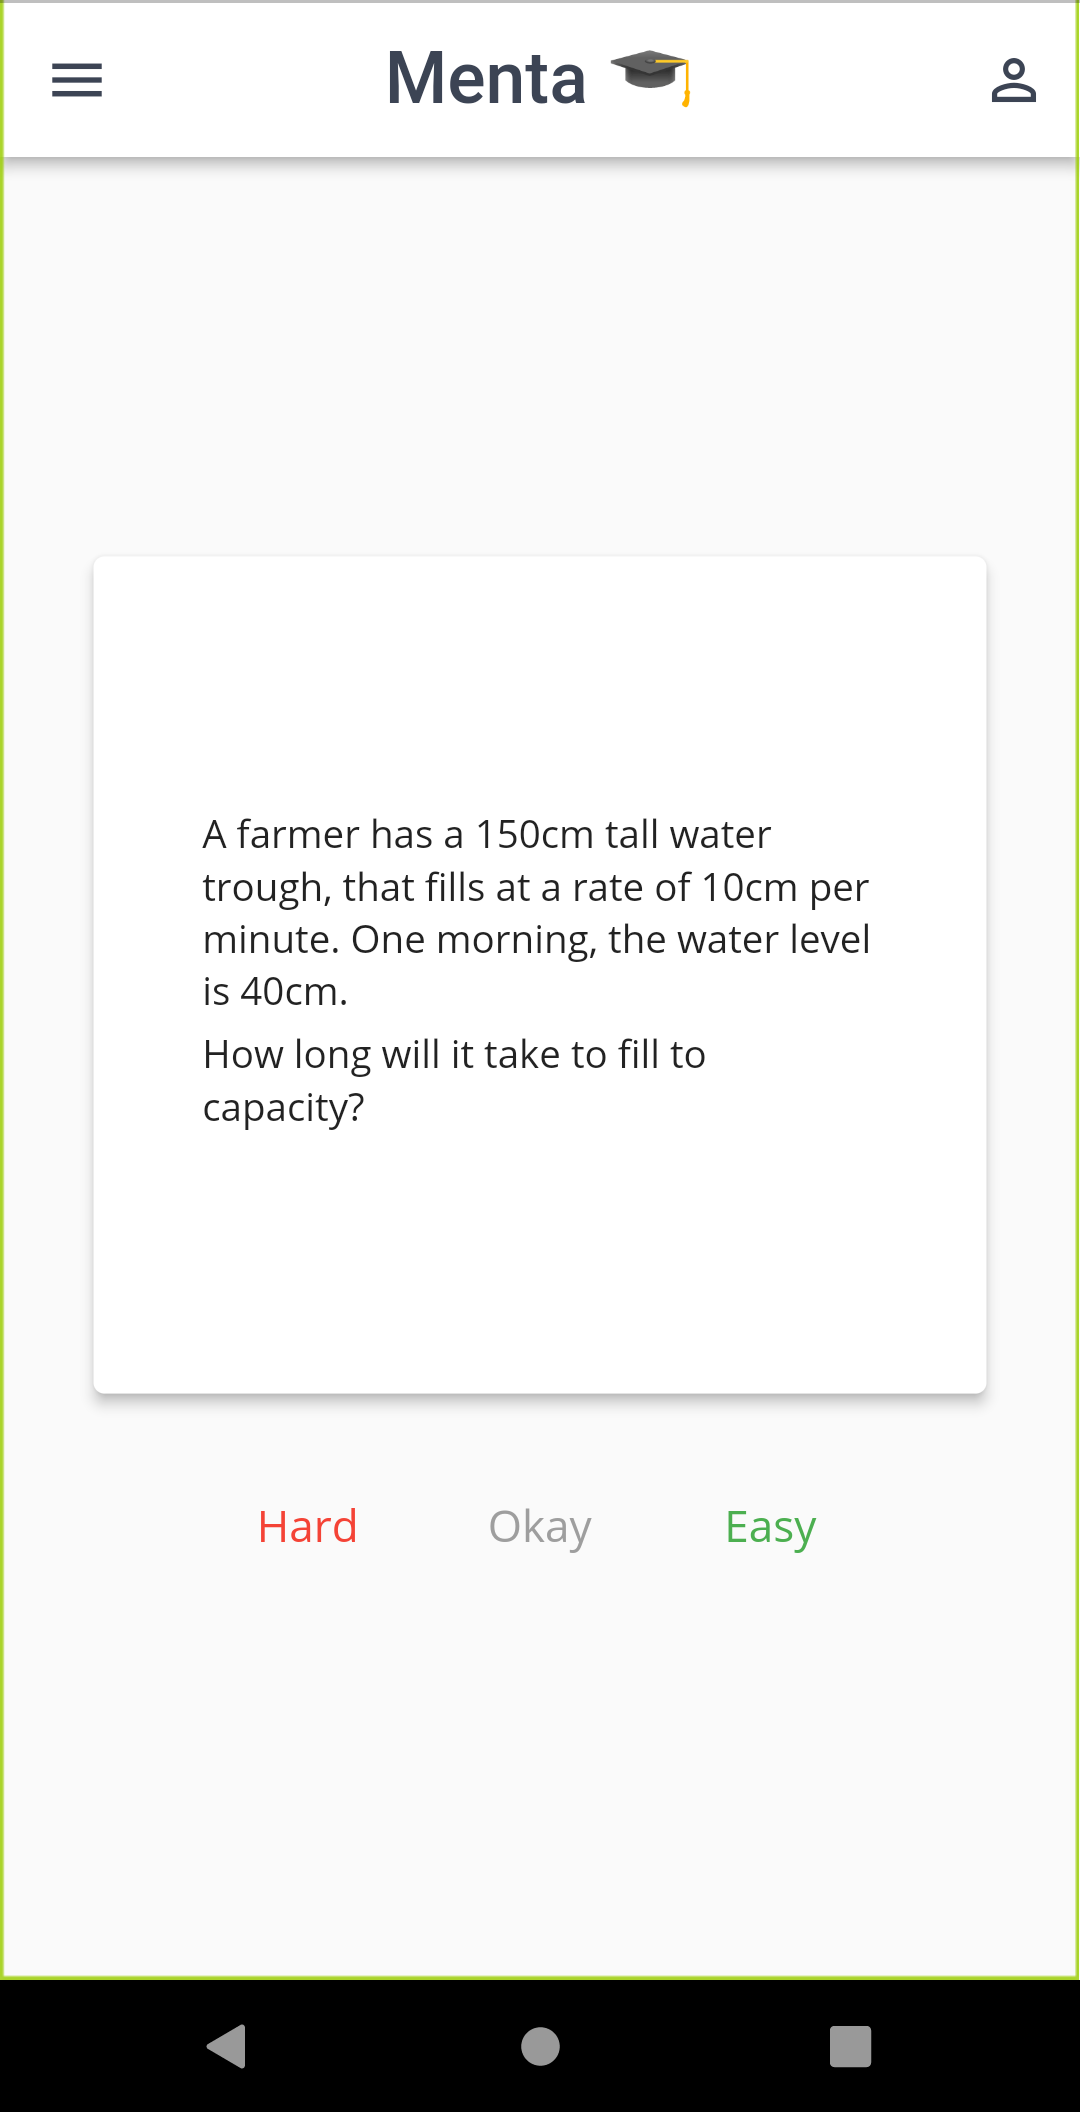 Menta 🎓
A farmer has a 150cm tall water
trough, that fills at a rate of 10cm per
minute. One morning, the water level
is 40cm.
How long will it take to fill to
capacity?
Hard Okay Easy